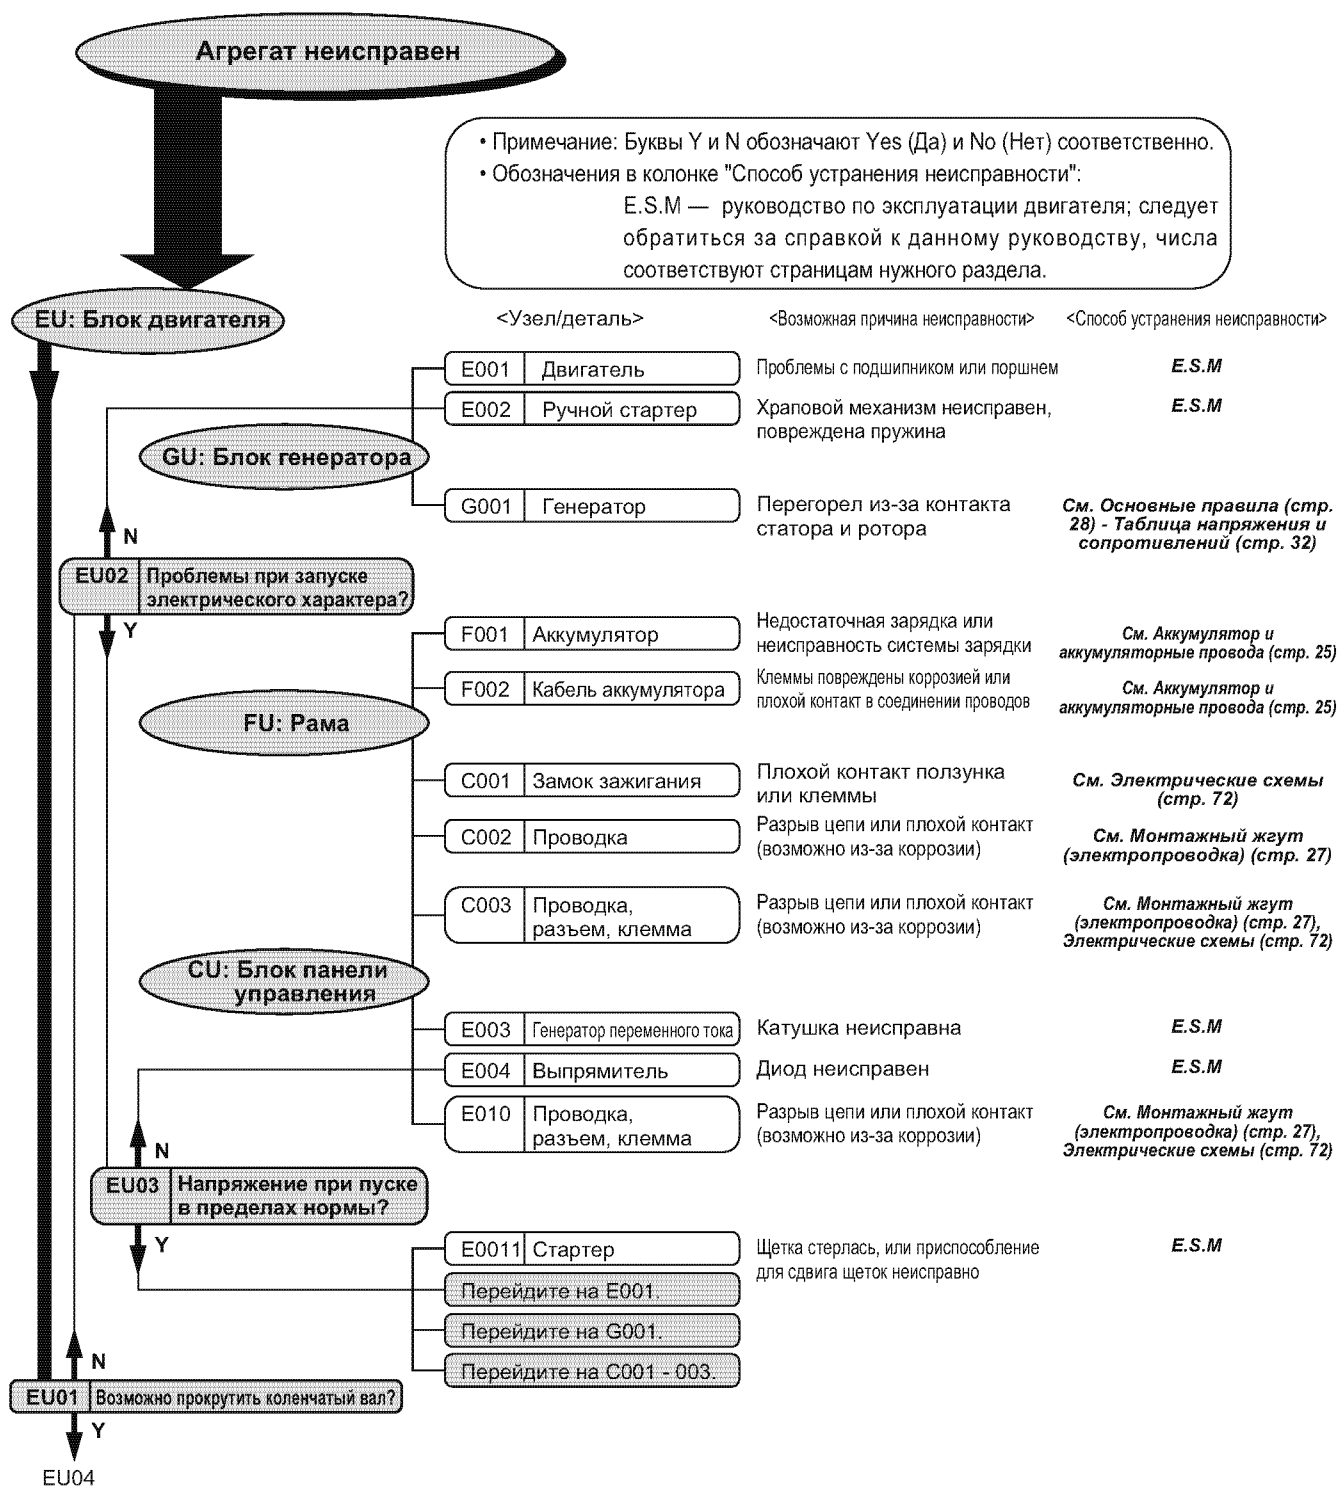 Агрегат неисправен
• Примечание: Буквы Y и N обозначают Yes (Да) и No (Нет) соответственно.
• Обозначения в колонке "Способ устранения неисправности":
E.S.M — руководство по эксплуатации двигателя; следует
обратиться за справкой к данному руководству, числа
соответствуют страницам нужного раздела.
EU: Блок двигателя
<Узел/деталь>
<Возможная причина неисправности>
<Способ устранения неисправности>
E001 Двигатель
Проблемы с подшипником или поршнем
E.S.M
E002 Ручной стартер
Храповой механизм неисправен,
повреждена пружина
E.S.M
GU: Блок генератора
G001 Генератор
Перегорел из-за контакта
статора и ротора
См. Основные правила (стр.
28) - Таблица напряжения и
сопротивлений (стр. 32)
N
EU02 Проблемы при запуске
электрического характера?
Y
F001 Аккумулятор
Недостаточная зарядка или
неисправность системы зарядки
См. Аккумулятор и
аккумуляторные провода (стр. 25)
F002 Кабель аккумулятора
Клеммы повреждены коррозией или
плохой контакт в соединении проводов
См. Аккумулятор и
аккумуляторные провода (стр. 25)
FU: Рама
C001 Замок зажигания
Плохой контакт ползунка
или клеммы
См. Электрические схемы
(стр. 72)
C002 Проводка
Разрыв цепи или плохой контакт
(возможно из-за коррозии)
См. Монтажный жгут
(электропроводка) (стр. 27)
C003 Проводка,
разъем, клемма
Разрыв цепи или плохой контакт
(возможно из-за коррозии)
См. Монтажный жгут
(электропроводка) (стр. 27),
Электрические схемы (стр. 72)
CU: Блок панели
управления
E003 Генератор переменного тока
Катушка неисправна
E.S.M
E004 Выпрямитель
Диод неисправен
E.S.M
E010 Проводка,
разъем, клемма
Разрыв цепи или плохой контакт
(возможно из-за коррозии)
См. Монтажный жгут
(электропроводка) (стр. 27),
Электрические схемы (стр. 72)
N
EU03 Напряжение при пуске
в пределах нормы?
Y
E0011 Стартер
Щетка стерлась, или приспособление
для сдвига щеток неисправно
E.S.M
Перейдите на E001.
Перейдите на G001.
Перейдите на C001 - 003.
N
EU01 Возможно прокрутить коленчатый вал?
Y
EU04